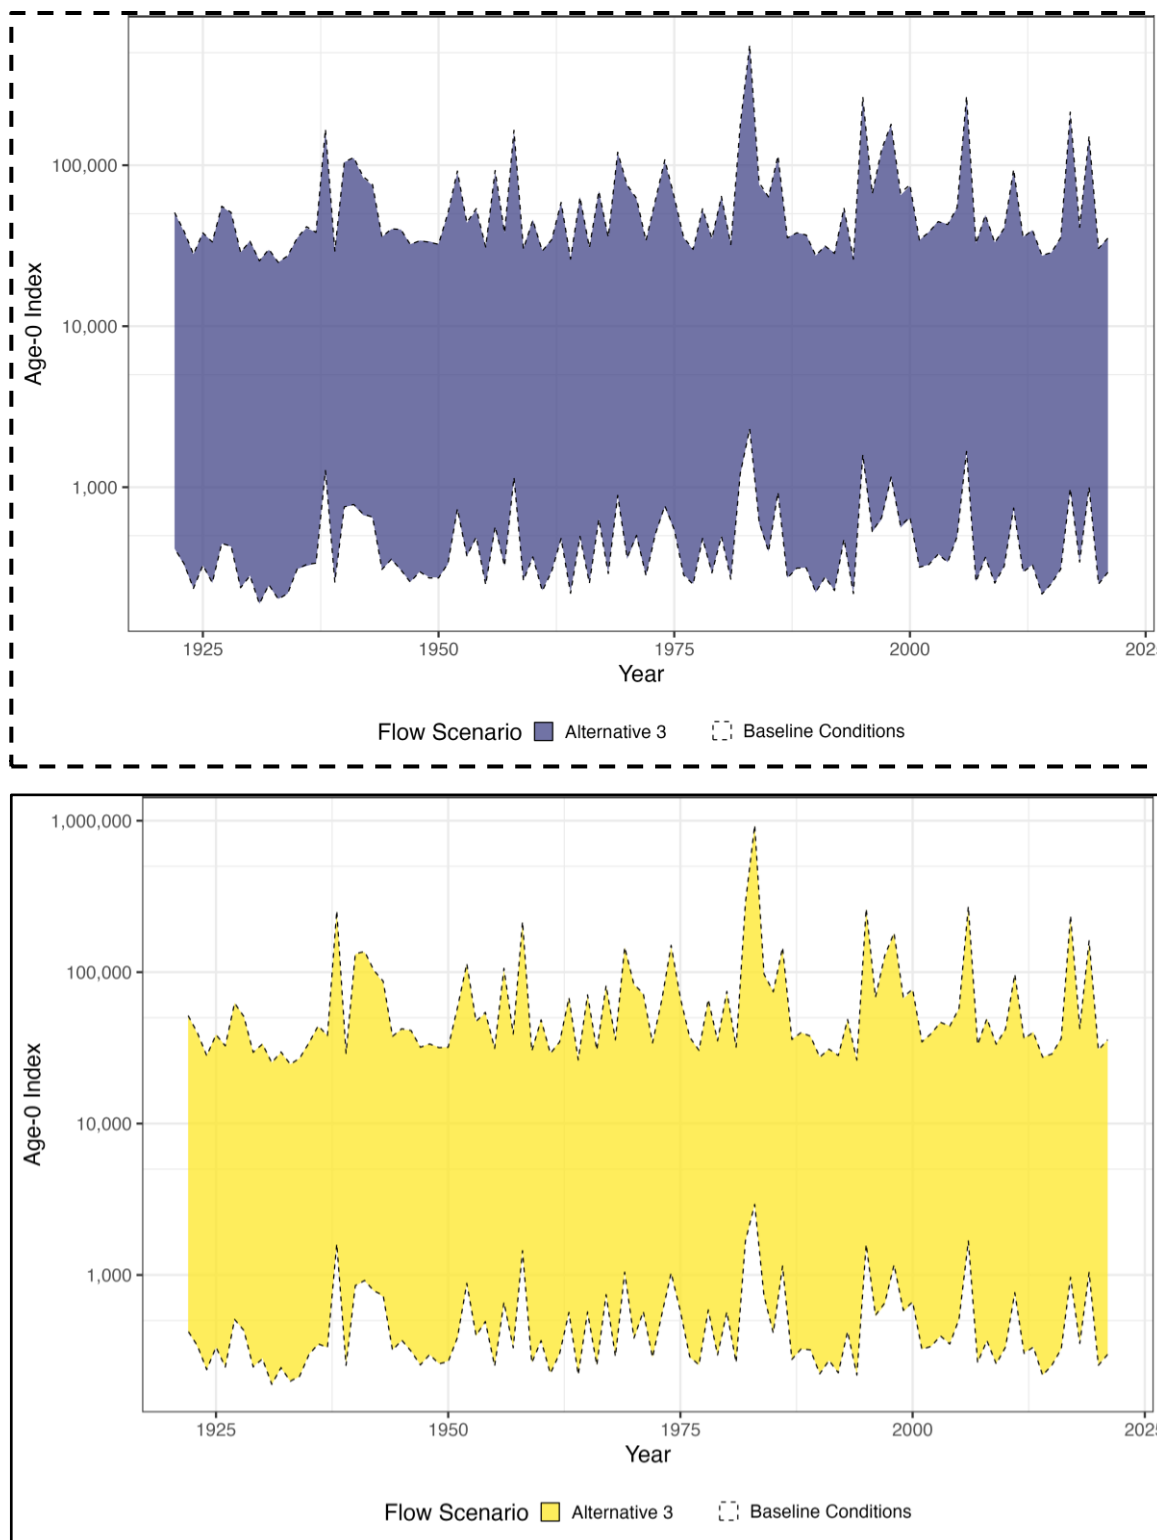 100,000
10,000
1,000
Age-0 Index
1925 1950 1975 2000 202
Year
Flow Scenario Alternative 3 Baseline Conditions
1,000,000
100,000
10,000
1,000
Age-0 Index
1925 1950 1975 2000 2025
Year
Flow Scenario Alternative 3 Baseline Conditions